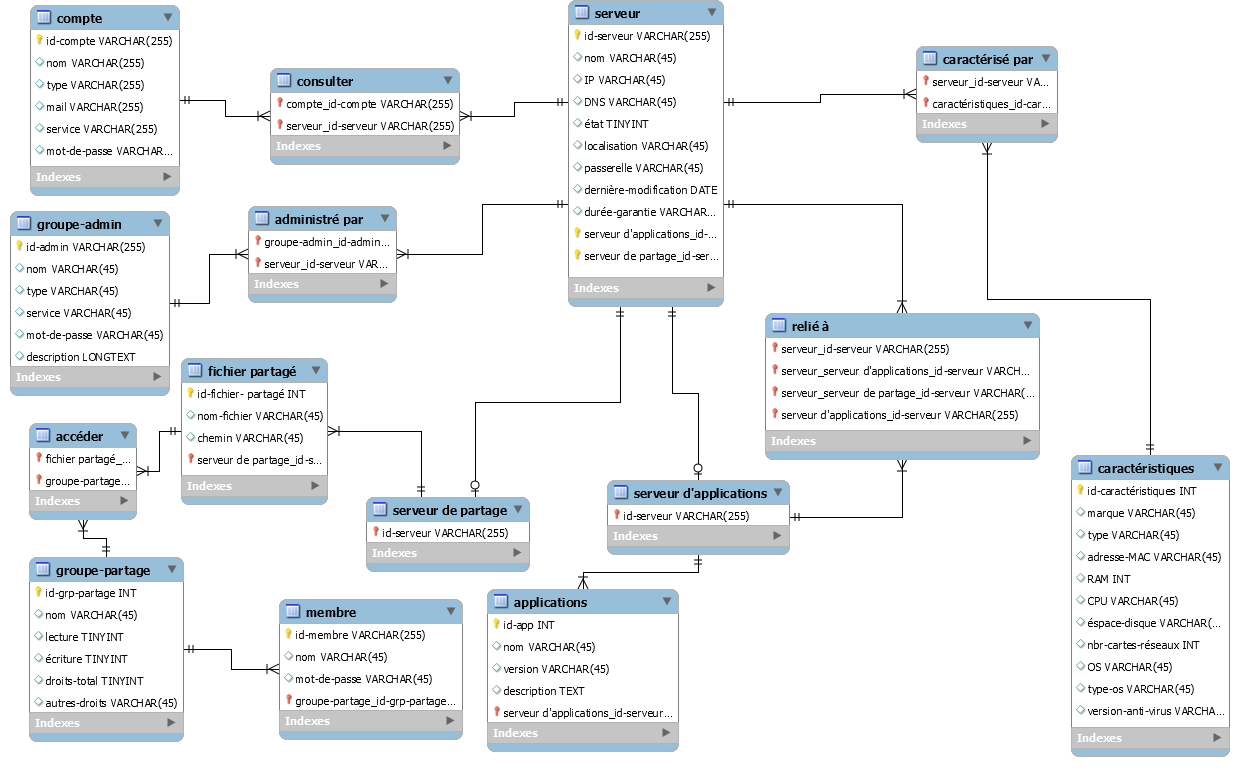 compte
id-compte VARCHAR(255)
nom VARCHAR(255)
type VARCHAR(255)
mail VARCHAR(255)
service VARCHAR(255)
mot-de-passe VARCHAR...
Indexes
consulter
compte_id-compte VARCHAR(255)
serveur_id-serveur VARCHAR(255)
Indexes
serveur
id-serveur VARCHAR(255)
nom VARCHAR(45)
IP VARCHAR(45)
DNS VARCHAR(45)
état TINYINT
localisation VARCHAR(45)
passerelle VARCHAR(45)
dernière-modification DATE
durée-garantie VARCHAR...
serveur d'applications_id-...
serveur de partage_id-ser...
Indexes
caractérisé par
serveur_id-serveur VA...
caractéristiques_id-car...
Indexes
groupe-admin
id-admin VARCHAR(255)
nom VARCHAR(45)
type VARCHAR(45)
service VARCHAR(45)
mot-de-passe VARCHAR(45)
description LONGTEXT
Indexes
administré par
groupe-admin_id-admin...
serveur_id-serveur VAR...
Indexes
relié à
serveur_id-serveur VARCHAR(255)
serveur_serveur d'applications_id-serveur VARCH...
serveur_serveur de partage_id-serveur VARCHAR(...
serveur d'applications_id-serveur VARCHAR(255)
Indexes
fichier partagé
id-fichier- partagé INT
nom-fichier VARCHAR(45)
chemin VARCHAR(45)
serveur de partage_id-s...
Indexes
accéder
fichier partagé_...
groupe-partage...
Indexes
serveur de partage
id-serveur VARCHAR(255)
Indexes
serveur d'applications
id-serveur VARCHAR(255)
Indexes
caractéristiques
id-caractéristiques INT
marque VARCHAR(45)
type VARCHAR(45)
adresse-MAC VARCHAR(45)
RAM INT
CPU VARCHAR(45)
éspace-disque VARCHAR(...
nbr-cartes-réseaux INT
OS VARCHAR(45)
type-os VARCHAR(45)
version-anti-virus VARCHA...
Indexes
groupe-partage
id-grp-partage INT
nom VARCHAR(45)
lecture TINYINT
écriture TINYINT
droits-total TINYINT
autres-droits VARCHAR(45)
Indexes
membre
id-membre VARCHAR(255)
nom VARCHAR(45)
mot-de-passe VARCHAR(45)
groupe-partage_id-grp-partage...
Indexes
applications
id-app INT
nom VARCHAR(45)
version VARCHAR(45)
description TEXT
serveur d'applications_id-serveur...
Indexes